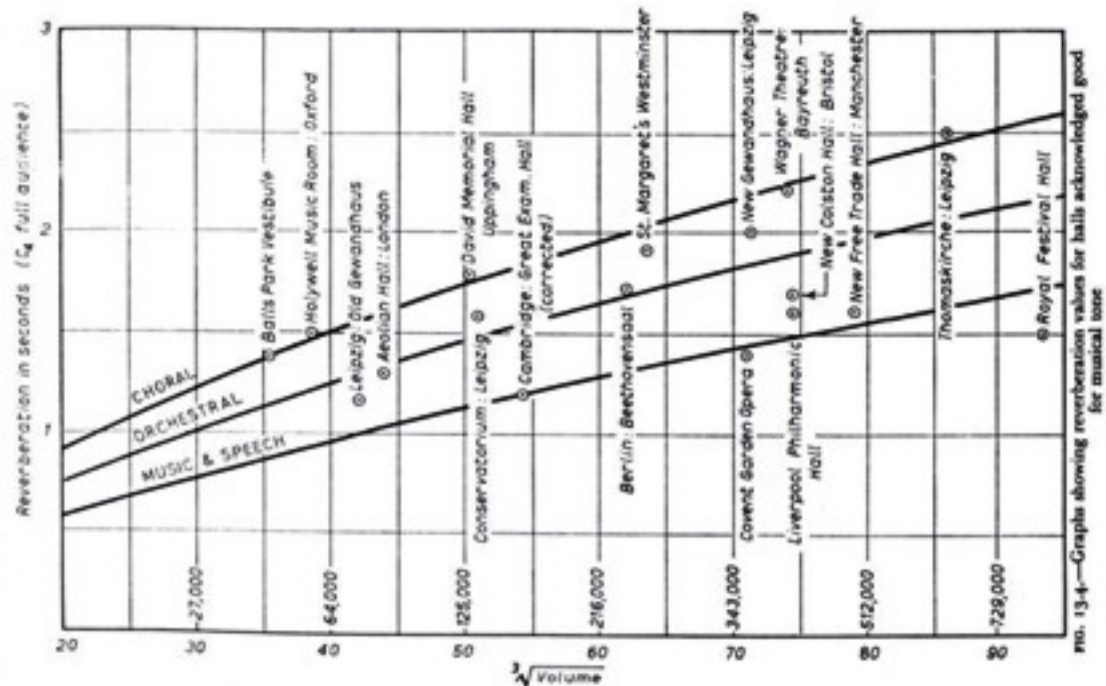 Reverberation in seconds (C4 full audience)
3
2
1
CHORAL
ORCHESTRAL
MUSIC & SPEECH
Balls Park Vestibule
Holywell Music Room: Oxford
Leipzig: Old Gewandhaus
Aeolian Hall: London
David Memorial Hall
Uppingham
Conservatorium: Leipzig
Cambridge: Great Exam. Hall
(corrected)
Berlin: Beethovensaal
St. Margaret's Westminster
New Gewandhaus: Leipzig
Wagner Theatre:
Bayreuth
New Colston Hall: Bristol
New Free Trade Hall: Manchester
Covent Garden Opera
Liverpool Philharmonic
Hall
Thomaskirche: Leipzig
Royal Festival Hall
27,000
64,000
125,000
216,000
343,000
512,000
729,000
20
30
40
50
60
70
80
90
3√Volume
FIG. 13.4.—Graphs showing reverberation values for halls acknowledged good
for musical tone